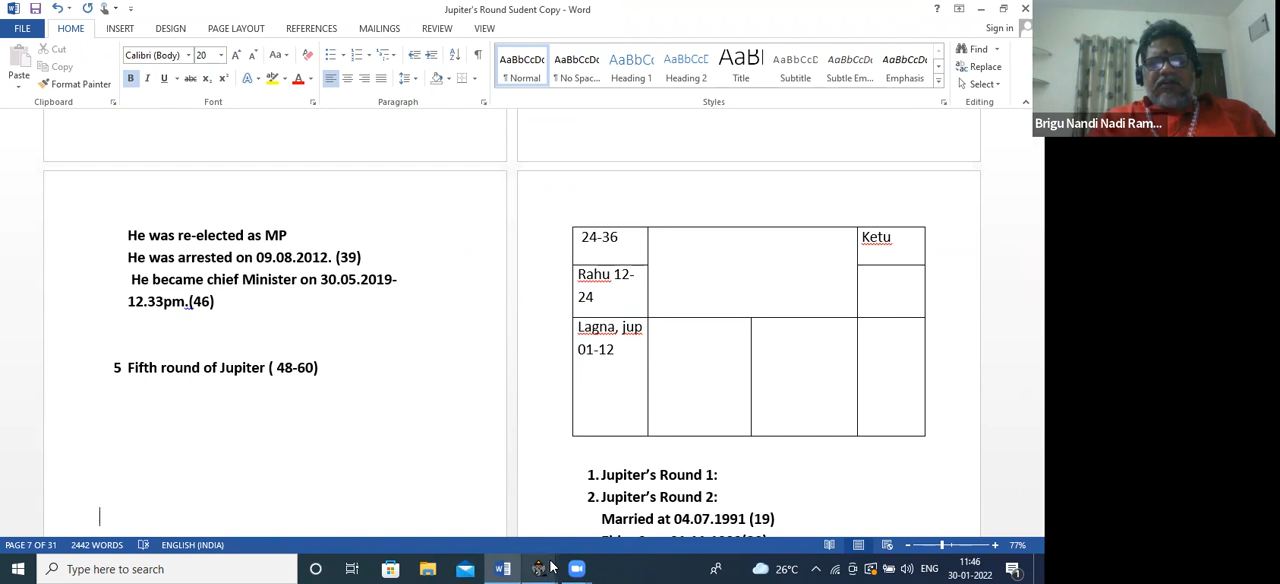 Jupiter's Round Sudent Copy - Word
Sign in
FILE HOME INSERT DESIGN PAGE LAYOUT REFERENCES MAILINGS REVIEW VIEW
Cut
Copy
Format Painter
Paste
Clipboard
Calibri (Body) 20
Font
Paragraph
AaBbCcDc AaBbCcDc AaBbCc AaBbCcD AaBl AaBbCcD AaBbCcDc AaBbCcDc
¶ Normal ¶ No Spac... Heading 1 Heading 2 Title Subtitle Subtle Em... Emphasis
Styles
Find
Replace
Select
Editing
Brigu Nandi Nadi Ram...
He was re-elected as MP
He was arrested on 09.08.2012. (39)
He became chief Minister on 30.05.2019-
12.33pm.(46)
5 Fifth round of Jupiter ( 48-60)
24-36
Ketu
Rahu 12-
24
Lagna, jup
01-12
1. Jupiter's Round 1:
2. Jupiter's Round 2:
Married at 04.07.1991 (19)
PAGE 7 OF 31 2442 WORDS ENGLISH (INDIA)
77%
Type here to search
26°C
ENG
11:46
30-01-2022